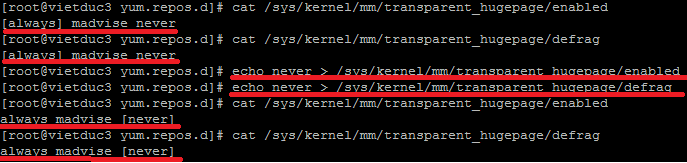 [root@vietduc3 yum.repos.d]# cat /sys/kernel/mm/transparent_hugepage/enabled
[always] madvise never
[root@vietduc3 yum.repos.d]# cat /sys/kernel/mm/transparent_hugepage/defrag
[always] madvise never
[root@vietduc3 yum.repos.d]# echo never > /sys/kernel/mm/transparent_hugepage/enabled
[root@vietduc3 yum.repos.d]# echo never > /sys/kernel/mm/transparent_hugepage/defrag
[root@vietduc3 yum.repos.d]# cat /sys/kernel/mm/transparent_hugepage/enabled
always madvise [never]
[root@vietduc3 yum.repos.d]# cat /sys/kernel/mm/transparent_hugepage/defrag
always madvise [never]